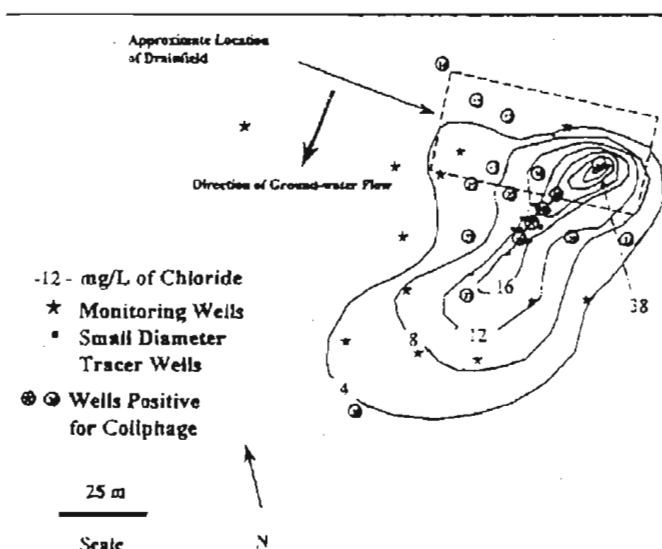 Approximate Location
of Drainfield
Direction of Ground-water Flow
-12- mg/L of Chloride
Monitoring Wells
Small Diameter
Tracer Wells
Wells Positive
for Coliphage
25 m
Scale
N
4
8
12
16
38